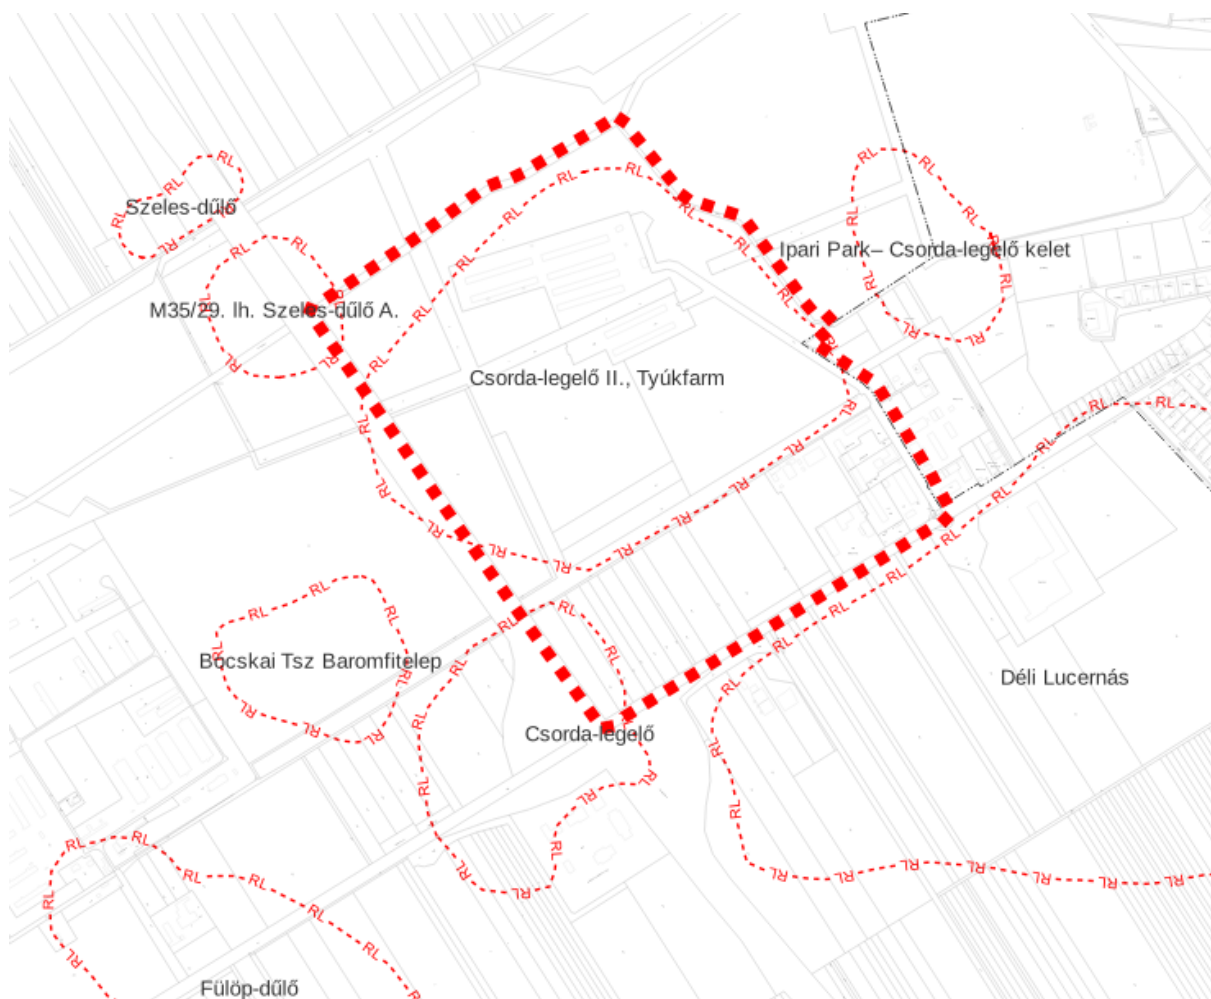 Szeles-dűlő
Ipari Park– Csorda-legelő kelet
M35/29. lh. Szeles-dűlő A.
Csorda-legelő II., Tyúkfarm
Bocskai Tsz Baromfitelep
Déli Lucernás
Csorda-legelő
Fülöp-dűlő